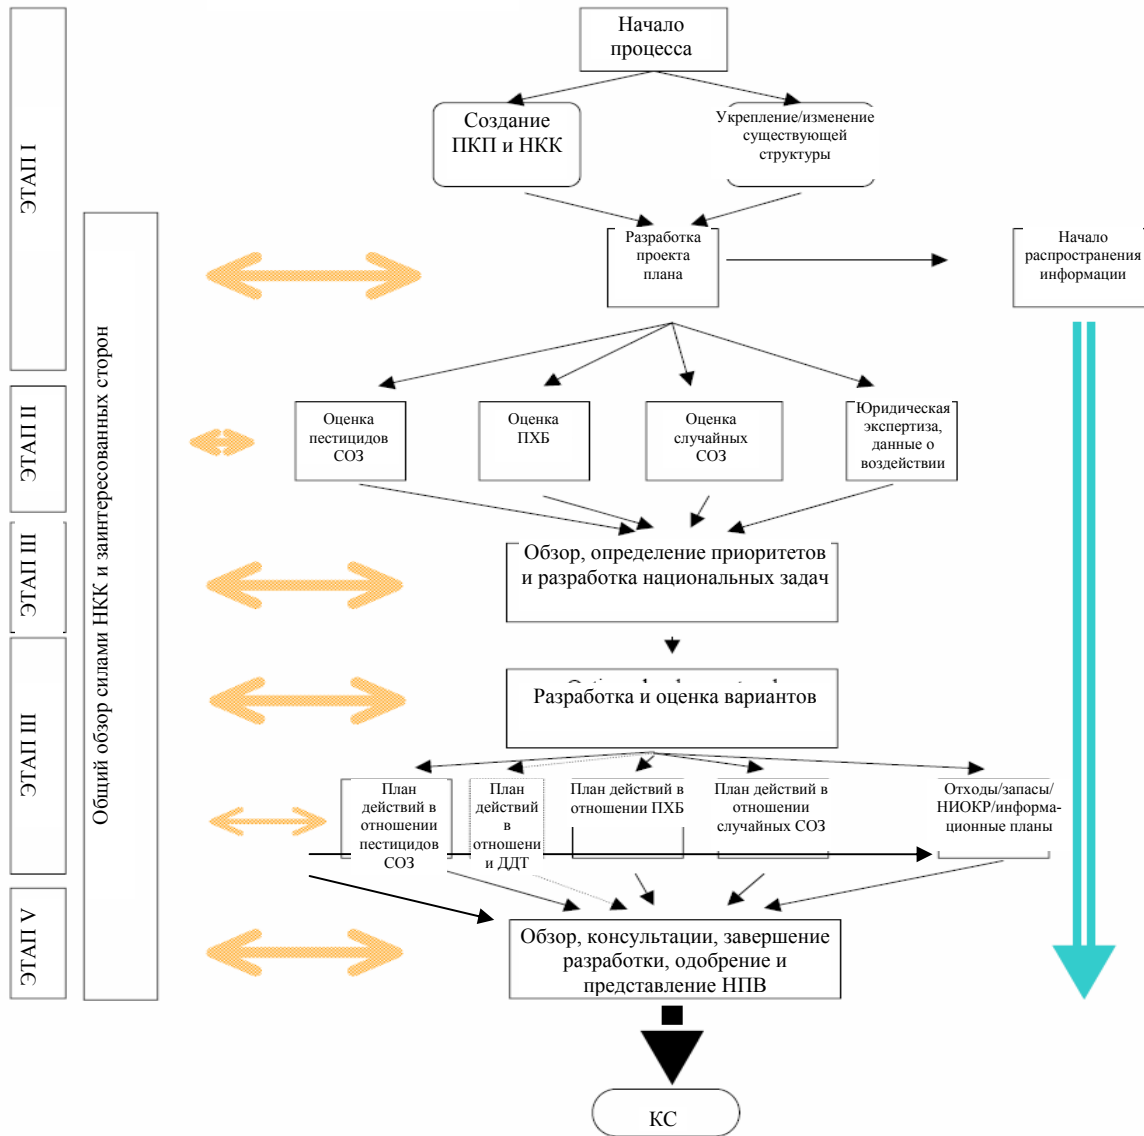 Начало
процесса
Создание
ПКП и НКК
Укрепление/изменение
существующей
структуры
ЭТАП I
Разработка
проекта
плана
Начало
распространения
информации
Общий обзор силами НКК и заинтересованных сторон
ЭТАП II
Оценка
пестицидов
СОЗ
Оценка
ПХБ
Оценка
случайных
СОЗ
Юридическая
экспертиза,
данные о
воздействии
ЭТАП III
Обзор, определение приоритетов
и разработка национальных задач
ЭТАП III
Разработка и оценка вариантов
План
действий в
отношении
пестицидов
СОЗ
План
действий
в
отношени
и ДДТ
План действий в
отношении ПХБ
План действий в
отношении
случайных СОЗ
Отходы/запасы/
НИОКР/информа-
ционные планы
ЭТАП V
Обзор, консультации, завершение
разработки, одобрение и
представление НПВ
КС